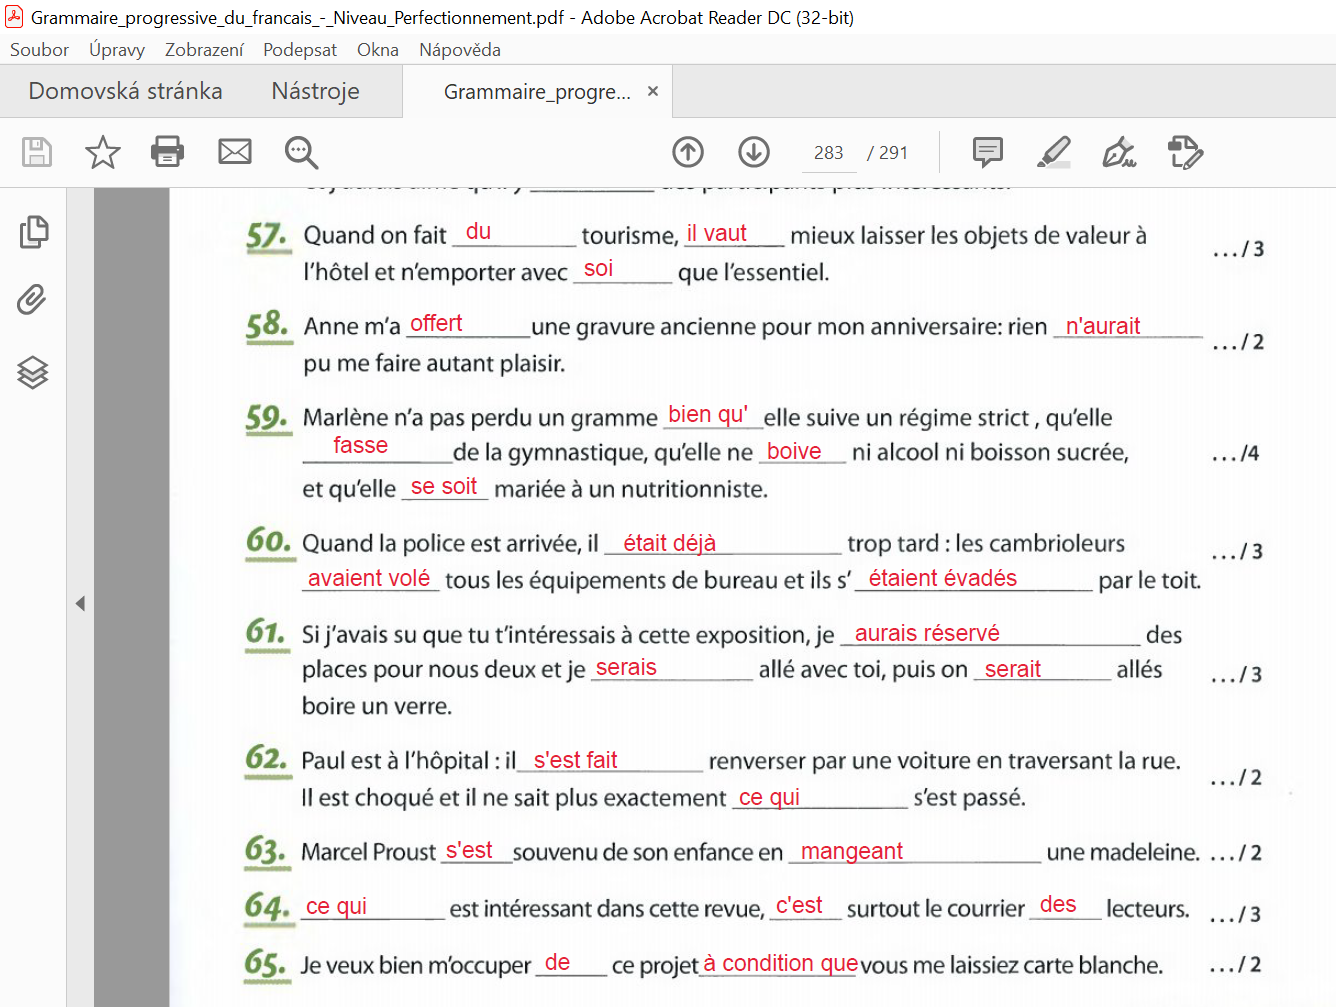 Grammaire_progressive_du_francais_-_Niveau_Perfectionnement.pdf - Adobe Acrobat Reader DC (32-bit)
Soubor Úpravy Zobrazení Podepsat Okna Nápověda
Domovská stránka Nástroje Grammaire_progre... ×
283 / 291
57. Quand on fait du tourisme, il vaut mieux laisser les objets de valeur à
l'hôtel et n'emporter avec soi que l'essentiel. .../3
58. Anne m'a offert une gravure ancienne pour mon anniversaire: rien n'aurait
pu me faire autant plaisir. .../2
59. Marlène n'a pas perdu un gramme bien qu' elle suive un régime strict , qu'elle
fasse de la gymnastique, qu'elle ne boive ni alcool ni boisson sucrée, .../4
et qu'elle se soit mariée à un nutritionniste.
60. Quand la police est arrivée, il était déjà trop tard : les cambrioleurs .../3
avaient volé tous les équipements de bureau et ils s' étaient évadés par le toit.
61. Si j'avais su que tu t'intéressais à cette exposition, je aurais réservé des
places pour nous deux et je serais allé avec toi, puis on serait allés .../3
boire un verre.
62. Paul est à l'hôpital : il s'est fait renverser par une voiture en traversant la rue.
Il est choqué et il ne sait plus exactement ce qui s'est passé. .../2
63. Marcel Proust s'est souvenu de son enfance en mangeant une madeleine. .../2
64. ce qui est intéressant dans cette revue, c'est surtout le courrier des lecteurs. .../3
65. Je veux bien m'occuper de ce projet à condition que vous me laissiez carte blanche. .../2